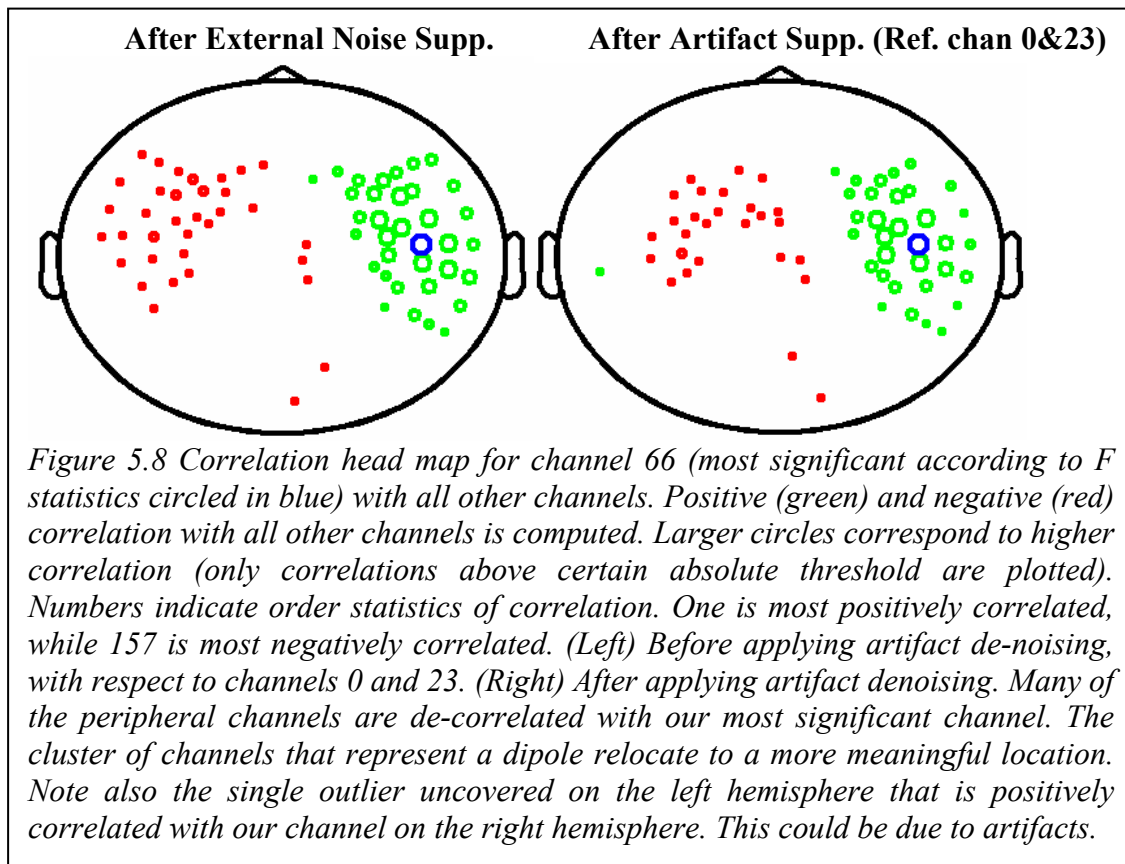 After External Noise Supp.
After Artifact Supp. (Ref. chan 0&23)
Figure 5.8 Correlation head map for channel 66 (most significant according to F
statistics circled in blue) with all other channels. Positive (green) and negative (red)
correlation with all other channels is computed. Larger circles correspond to higher
correlation (only correlations above certain absolute threshold are plotted).
Numbers indicate order statistics of correlation. One is most positively correlated,
while 157 is most negatively correlated. (Left) Before applying artifact de-noising,
with respect to channels 0 and 23. (Right) After applying artifact denoising. Many of
the peripheral channels are de-correlated with our most significant channel. The
cluster of channels that represent a dipole relocate to a more meaningful location.
Note also the single outlier uncovered on the left hemisphere that is positively
correlated with our channel on the right hemisphere. This could be due to artifacts.